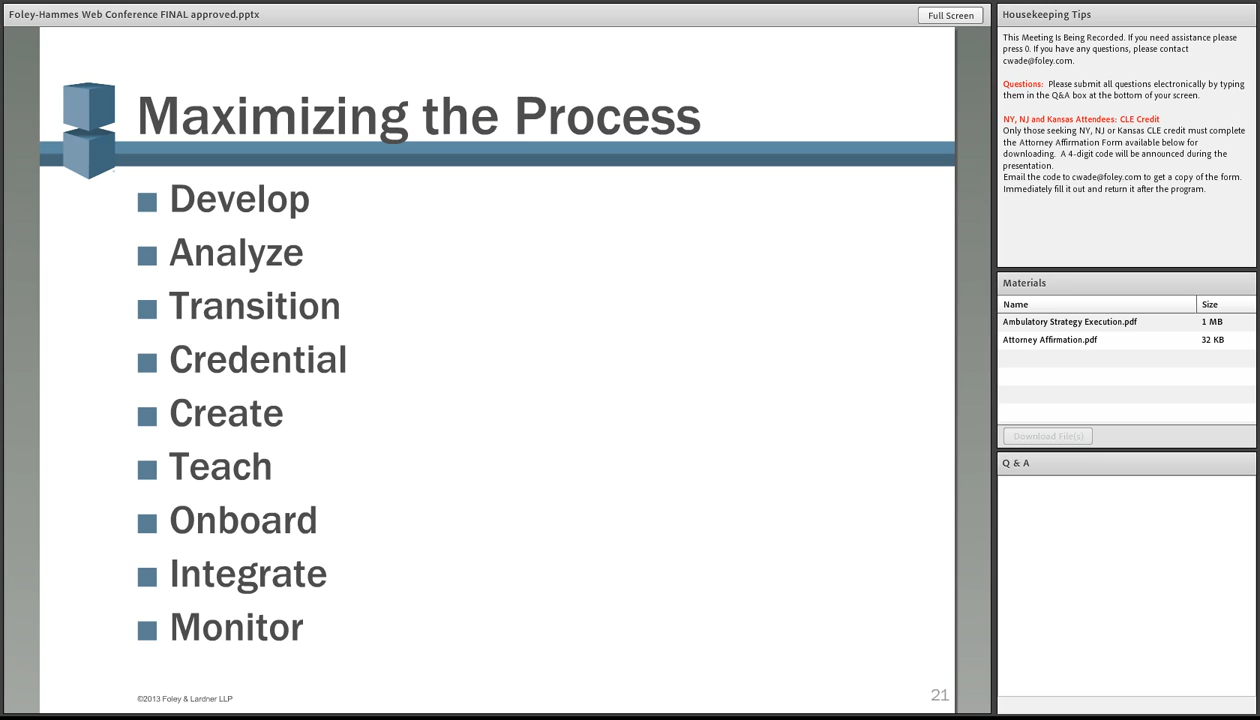 Foley-Hammes Web Conference FINAL approved.pptx
Full Screen
Maximizing the Process
Develop
Analyze
Transition
Credential
Create
Teach
Onboard
Integrate
Monitor
©2013 Foley & Lardner LLP
21
Housekeeping Tips
This Meeting Is Being Recorded. If you need assistance please
press 0. If you have any questions, please contact
cwade@foley.com.
Questions: Please submit all questions electronically by typing
them in the Q&A box at the bottom of your screen.
NY, NJ and Kansas Attendees: CLE Credit
Only those seeking NY, NJ or Kansas CLE credit must complete
the Attorney Affirmation Form available below for
downloading. A 4-digit code will be announced during the
presentation.
Email the code to cwade@foley.com to get a copy of the form.
Immediately fill it out and return it after the program.
Materials
Name Size
Ambulatory Strategy Execution.pdf 1 MB
Attorney Affirmation.pdf 32 KB
Download File(s)
Q & A